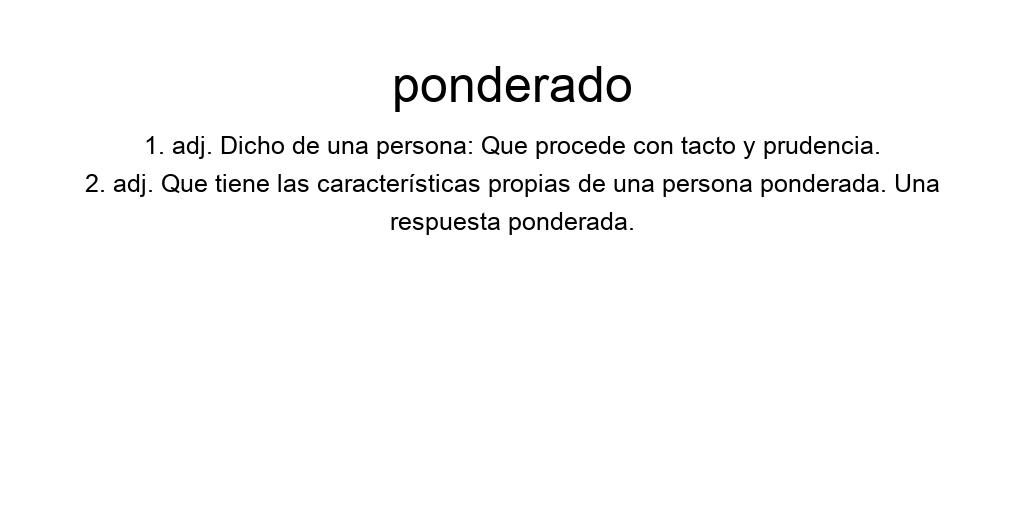 ponderado
1. adj. Dicho de una persona: Que procede con tacto y prudencia.
2. adj. Que tiene las características propias de una persona ponderada. Una
respuesta ponderada.